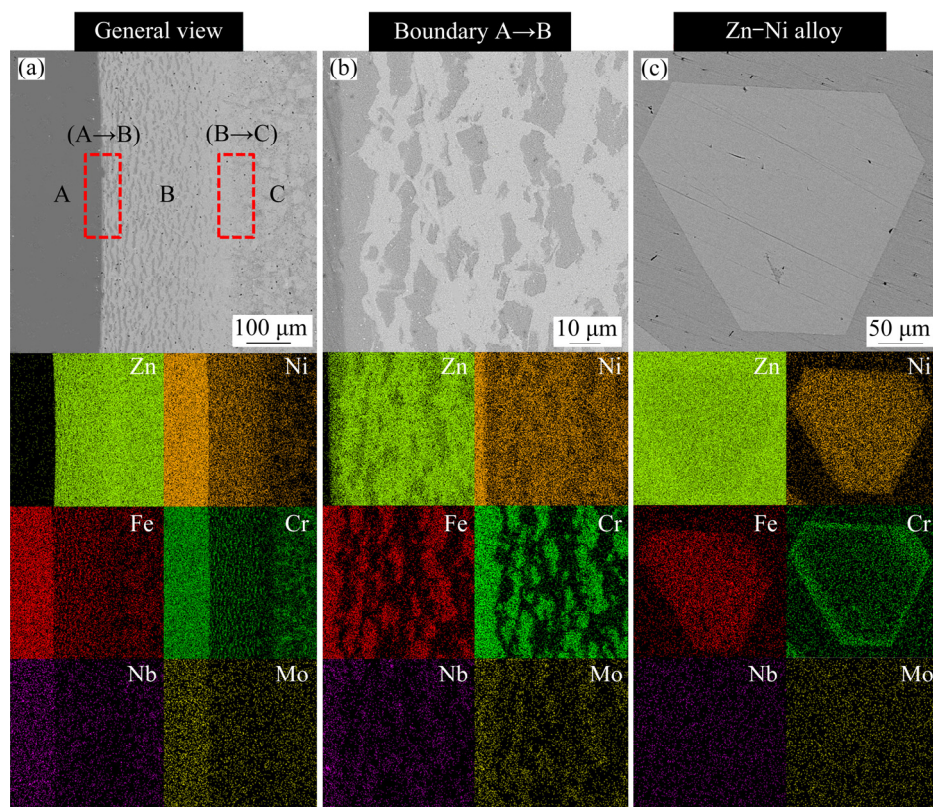 General view
Boundary A→B
Zn−Ni alloy
(a)
(b)
(c)
(A→B)
(B→C)
A
B
C
100 μm
10 μm
50 μm
Zn
Ni
Zn
Ni
Zn
Ni
Fe
Cr
Fe
Cr
Fe
Cr
Nb
Mo
Nb
Mo
Nb
Mo